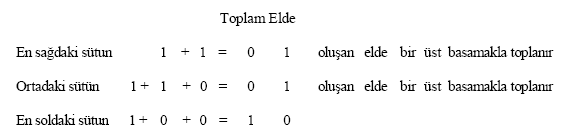 Toplam Elde
En sağdaki sütun 1 + 1 = 0 1 oluşan elde bir üst basamakla toplanır
Ortadaki sütün 1 + 1 + 0 = 0 1 oluşan elde bir üst basamakla toplanır
En soldaki sütun 1 + 0 + 0 = 1 0